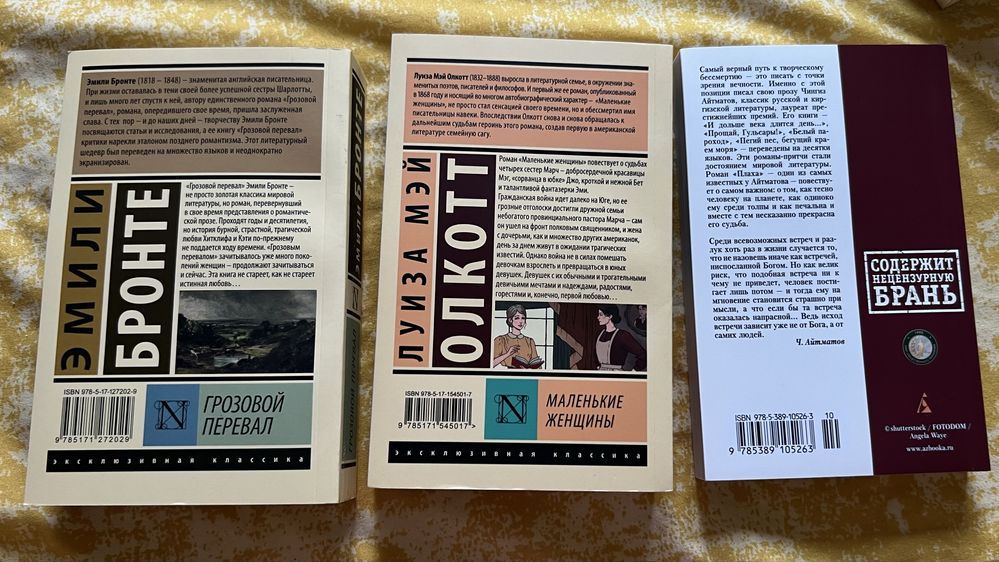 Эмили Бронте (1818 – 1848) – знаменитая английская писательница.
При жизни оставалась в тени своей более успешной сестры Шарлотты,
и лишь много лет спустя к ней, автору единственного романа «Грозовой
перевал», романа, опередившего свое время, пришла заслуженная
слава. С тех пор – и до наших дней – творчеству Эмили Бронте
посвящаются статьи и исследования, а ее книгу «Грозовой перевал»
критики нарекли эталоном позднего романтизма. Этот литературный
шедевр был переведен на множество языков и неоднократно
экранизирован.
ЭМИЛИ
БРОНТЕ
«Грозовой перевал» Эмили Бронте –
не просто золотая классика мировой
литературы, но роман, перевернувший
в свое время представления о романтиче-
ской прозе. Проходят годы и десятилетия,
но история бурной, страстной, трагической
любви Хитклифа и Кэти по-прежнему
не поддается ходу времени. «Грозовым
перевалом» зачитывалось уже много поко-
лений женщин – продолжают зачитываться
и сейчас. Эта книга не стареет, как не стареет
истинная любовь...
ISBN 978-5-17-127202-9
9 785171 272029
N
ГРОЗОВОЙ
ПЕРЕВАЛ
эксклюзивная классика
Луиза Мэй Олкотт (1832–1888) выросла в литературной семье, в окружении зна-
менитых поэтов, писателей и философов. И первый же ее роман, опубликованный
в 1868 году и носящий во многом автобиографический характер – «Маленькие
женщины», не просто стал сенсацией своего времени, но и обессмертил имя
писательницы навеки. Впоследствии Олкотт снова и снова обращалась к
дальнейшим судьбам героинь этого романа, создав первую в американской
литературе семейную сагу.
ЛУИЗА МЭЙ
ОЛКОТТ
Роман «Маленькие женщины» повествует о судьбах
четырех сестер Марч – добросердечной красавицы
Мэг, «сорванца в юбке» Джо, кроткой и нежной Бет
и талантливой фантазерки Эми.
Гражданская война идет далеко на Юге, но ее
грозные отголоски достигли дружной семьи
небогатого провинциального пастора Марча – сам
он ушел на фронт полковым священником, и жена
с дочерьми, как и множество других американок,
день за днем живут в ожидании трагических
известий. Однако война не в силах помешать
девочкам взрослеть и превращаться в юных
девушек. Девушек с их обычными и трогательными
девичьими мечтами и надеждами, радостями,
горестями и, конечно, первой любовью...
ISBN 978-5-17-154501-7
9 785171 545017 >
N
МАЛЕНЬКИЕ
ЖЕНЩИНЫ
эксклюзивная классика
Самый верный путь к творческому
бессмертию — это писать с точки
зрения вечности. Именно с этой
позиции писал свою прозу Чингиз
Айтматов, классик русской и кир-
гизской литературы, лауреат пре-
стижнейших премий. Его книги —
«И дольше века длится день...»,
«Прощай, Гульсары!», «Белый па-
роход», «Пегий пес, бегущий краем
моря» — переведены на десятки
языков. Эти романы-притчи стали
достоянием мировой литературы.
Роман «Плаха» — один из самых
известных у Айтматова — повеству-
ет о самом важном: о том, как тесно
человеку на планете, как одиноко
ему среди толпы и как печальна и
вместе с тем несказанно прекрасна
его судьба.
Среди всевозможных встреч и раз-
лук хоть раз в жизни случается то,
что не назовешь иначе как встречей,
ниспосланной Богом. Но как велик
риск, что подобная встреча ни к
чему не приведет, человек пости-
гает лишь потом — и тогда ему на
мгновение становится страшно при
мысли, а что если бы та встреча
оказалась напрасной... Ведь исход
встречи зависит уже не от Бога, а от
самих людей.
Ч. Айтматов
ISBN 978-5-389-10526-3
10
9 785389 105263
СОДЕРЖИТ
НЕЦЕНЗУРНУЮ
БРАНЬ
© shutterstock / FOTODOM /
Angela Waye
www.azbooka.ru